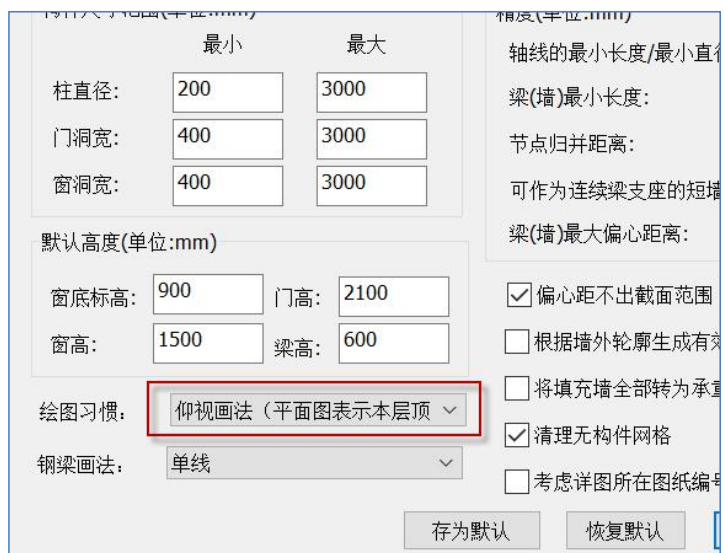 最小 最大
柱直径: 200 3000
门洞宽: 400 3000
窗洞宽: 400 3000
默认高度(单位:mm)
窗底标高: 900 门高: 2100
窗高: 1500 梁高: 600
绘图习惯: 仰视画法（平面图表示本层顶
钢梁画法: 单线
精度(单位:mm)
轴线的最小长度/最小直
梁(墙)最小长度:
节点归并距离:
可作为连续梁支座的短墙
梁(墙)最大偏心距离:
偏心距不出截面范围
根据墙外轮廓生成有
将填充墙全部转为承
清理无构件网格
考虑详图所在图纸编号
存为默认 恢复默认